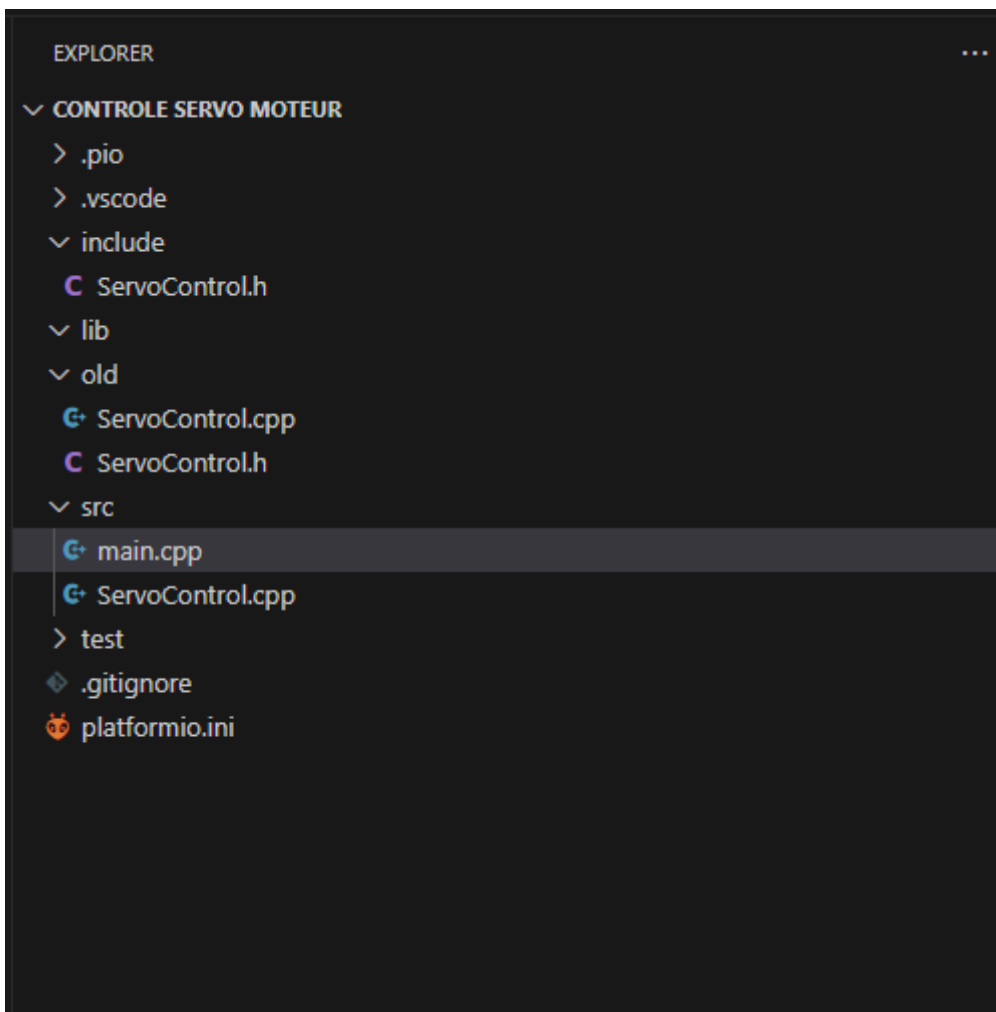 EXPLORER
CONTROLE SERVO MOTEUR
.pio
.vscode
include
C ServoControl.h
lib
old
C+ ServoControl.cpp
C ServoControl.h
src
C+ main.cpp
C+ ServoControl.cpp
test
.gitignore
platformio.ini